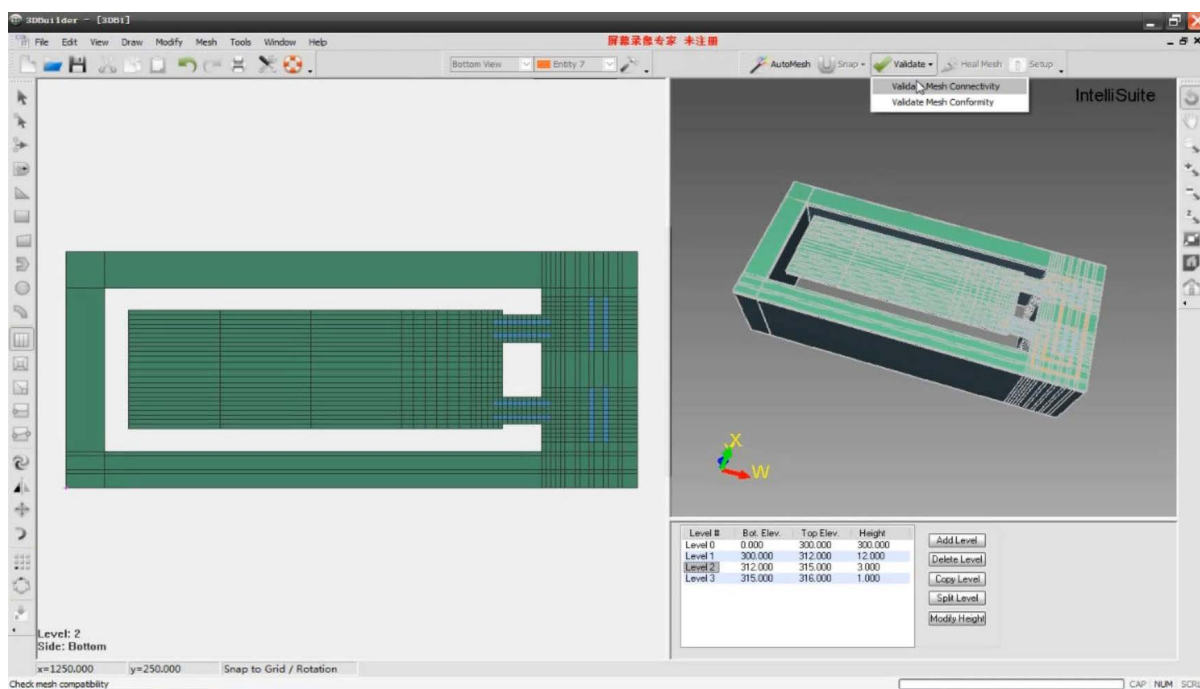 3DBuilder - [3DB1]
File Edit View Draw Modify Mesh Tools Window Help
屏幕录像专家 未注册
Bottom View Entity 7 AutoMesh Snap Validate Heal Mesh Setup
Validate Mesh Connectivity
Validate Mesh Conformity
IntelliSuite
X
W
Level # Bot. Elev. Top Elev. Height
Level 0 0.000 300.000 300.000
Level 1 300.000 312.000 12.000
Level 2 312.000 315.000 3.000
Level 3 315.000 316.000 1.000
Add Level
Delete Level
Copy Level
Split Level
Modify Height
Level: 2
Side: Bottom
x=1250.000 y=250.000 Snap to Grid / Rotation
Check mesh compatibility CAP NUM SCRL